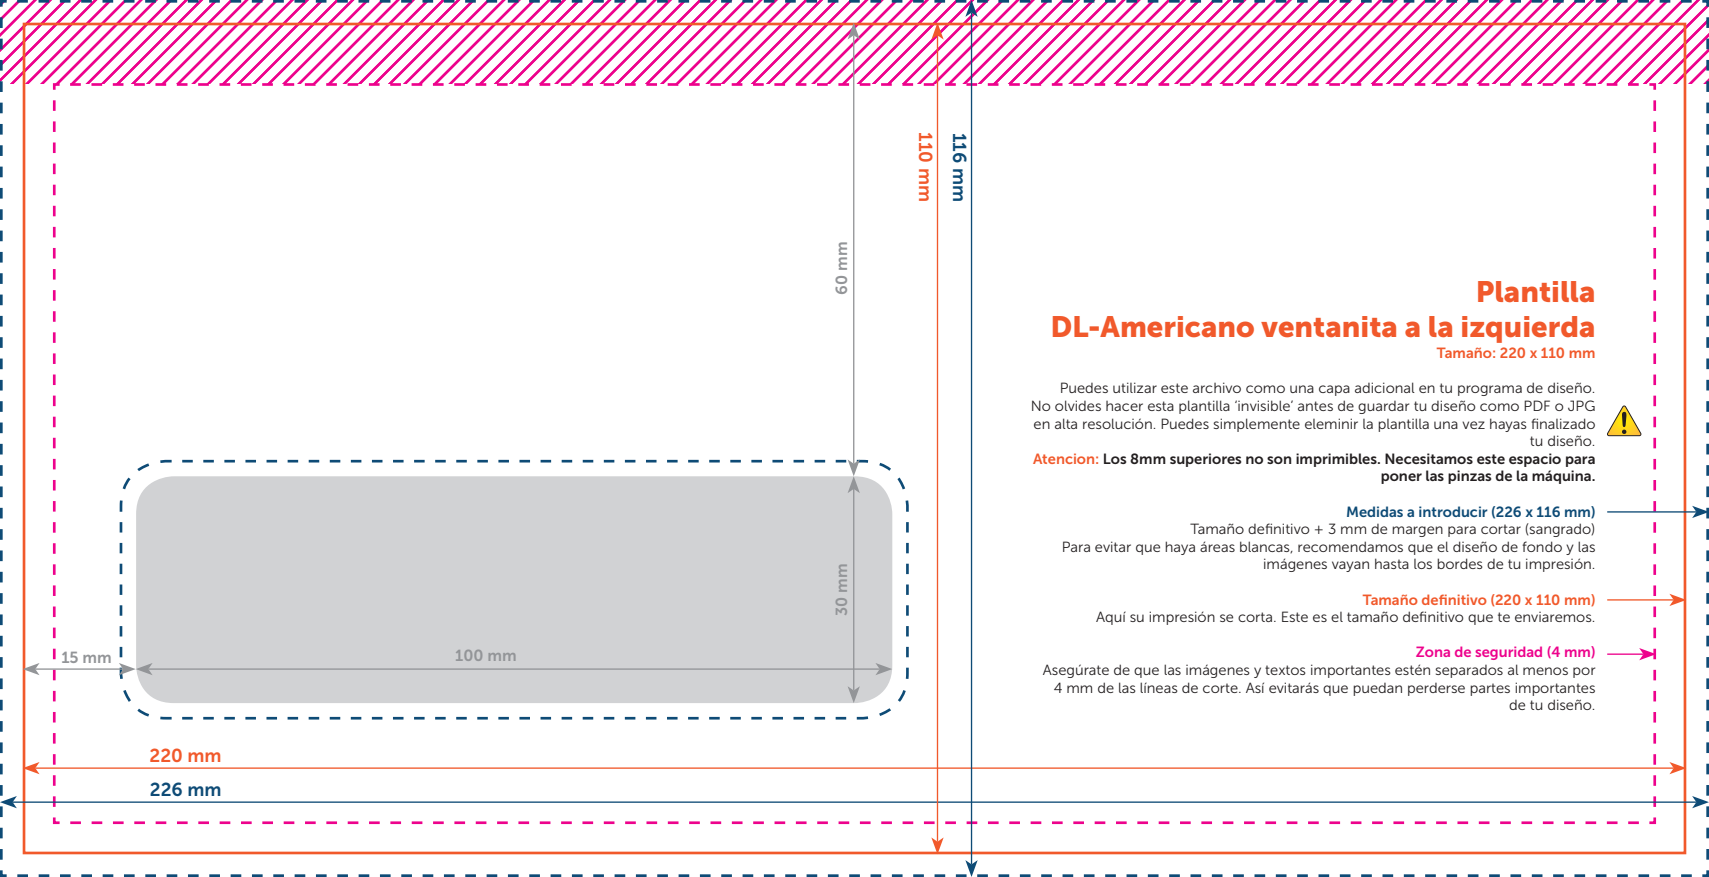 110 mm
116 mm
60 mm
Plantilla
DL-Americano ventanita a la izquierda
Tamaño: 220 x 110 mm
Puedes utilizar este archivo como una capa adicional en tu programa de diseño.
No olvides hacer esta plantilla ‘invisible’ antes de guardar tu diseño como PDF o JPG
en alta resolución. Puedes simplemente eleminir la plantilla una vez hayas finalizado
tu diseño.
Atencion: Los 8mm superiores no son imprimibles. Necesitamos este espacio para
poner las pinzas de la máquina.
Medidas a introducir (226 x 116 mm)
Tamaño definitivo + 3 mm de margen para cortar (sangrado)
Para evitar que haya áreas blancas, recomendamos que el diseño de fondo y las
imágenes vayan hasta los bordes de tu impresión.
Tamaño definitivo (220 x 110 mm)
Aquí su impresión se corta. Este es el tamaño definitivo que te enviaremos.
Zona de seguridad (4 mm)
Asegúrate de que las imágenes y textos importantes estén separados al menos por
4 mm de las líneas de corte. Así evitarás que puedan perderse partes importantes
de tu diseño.
30 mm
15 mm
100 mm
220 mm
226 mm